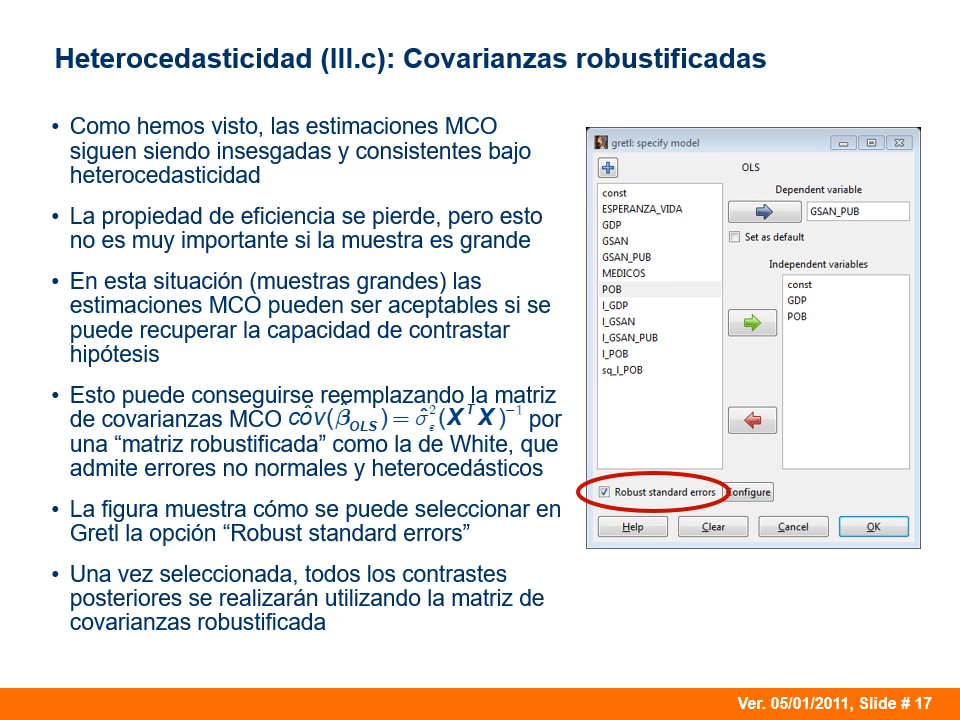 Heterocedasticidad (III.c): Covarianzas robustificadas
• Como hemos visto, las estimaciones MCO
siguen siendo insesgadas y consistentes bajo
heterocedasticidad
• La propiedad de eficiencia se pierde, pero esto
no es muy importante si la muestra es grande
• En esta situación (muestras grandes) las
estimaciones MCO pueden ser aceptables si se
puede recuperar la capacidad de contrastar
hipótesis
• Esto puede conseguirse reemplazando la matriz
de covarianzas MCO côv(β̂_OLS) = σ̂²_ε(XᵀX)⁻¹ por
una “matriz robustificada” como la de White, que
admite errores no normales y heterocedásticos
• La figura muestra cómo se puede seleccionar en
Gretl la opción “Robust standard errors”
• Una vez seleccionada, todos los contrastes
posteriores se realizarán utilizando la matriz de
covarianzas robustificada
gretl: specify model
OLS
const
ESPERANZA_VIDA
GDP
GSAN
GSAN_PUB
MEDICOS
POB
l_GDP
l_GSAN
l_GSAN_PUB
l_POB
sq_l_POB
Dependent variable
GSAN_PUB
Set as default
Independent variables
const
GDP
POB
Robust standard errors
Configure
Help
Clear
Cancel
OK
Ver. 05/01/2011, Slide # 17